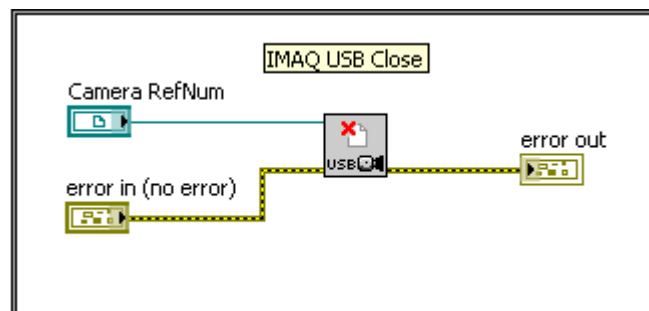 IMAQ USB Close
Camera RefNum
USB
error out
error in (no error)